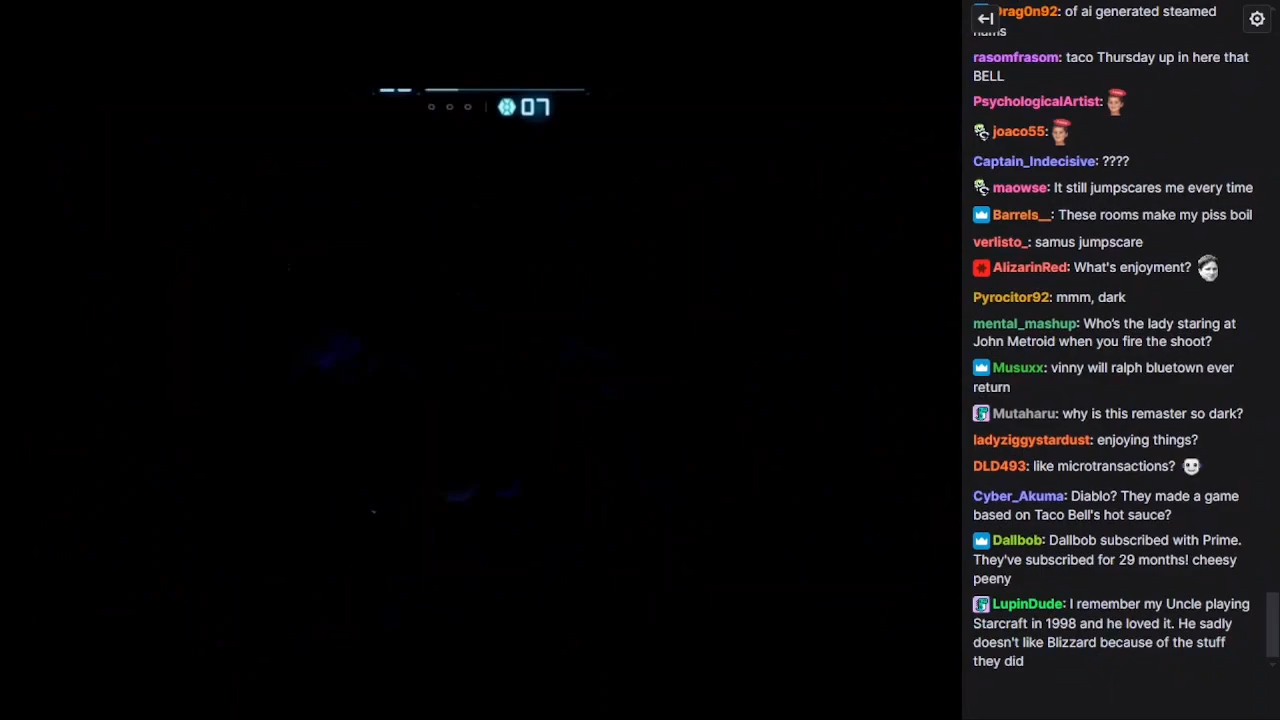 07
Drag0n92: of ai generated steamed
hams
rasomfrasom: taco Thursday up in here that
BELL
PsychologicalArtist:
joaco55:
Captain_Indecisive: ????
maowse: It still jumpscares me every time
Barrels__: These rooms make my piss boil
verlisto_: samus jumpscare
AlizarinRed: What's enjoyment?
Pyrocitor92: mmm, dark
mental_mashup: Who's the lady staring at
John Metroid when you fire the shoot?
Musuxx: vinny will ralph bluetown ever
return
Mutaharu: why is this remaster so dark?
ladyziggystardust: enjoying things?
DLD493: like microtransactions?
Cyber_Akuma: Diablo? They made a game
based on Taco Bell's hot sauce?
Dallbob: Dallbob subscribed with Prime.
They've subscribed for 29 months! cheesy
peeny
LupinDude: I remember my Uncle playing
Starcraft in 1998 and he loved it. He sadly
doesn't like Blizzard because of the stuff
they did